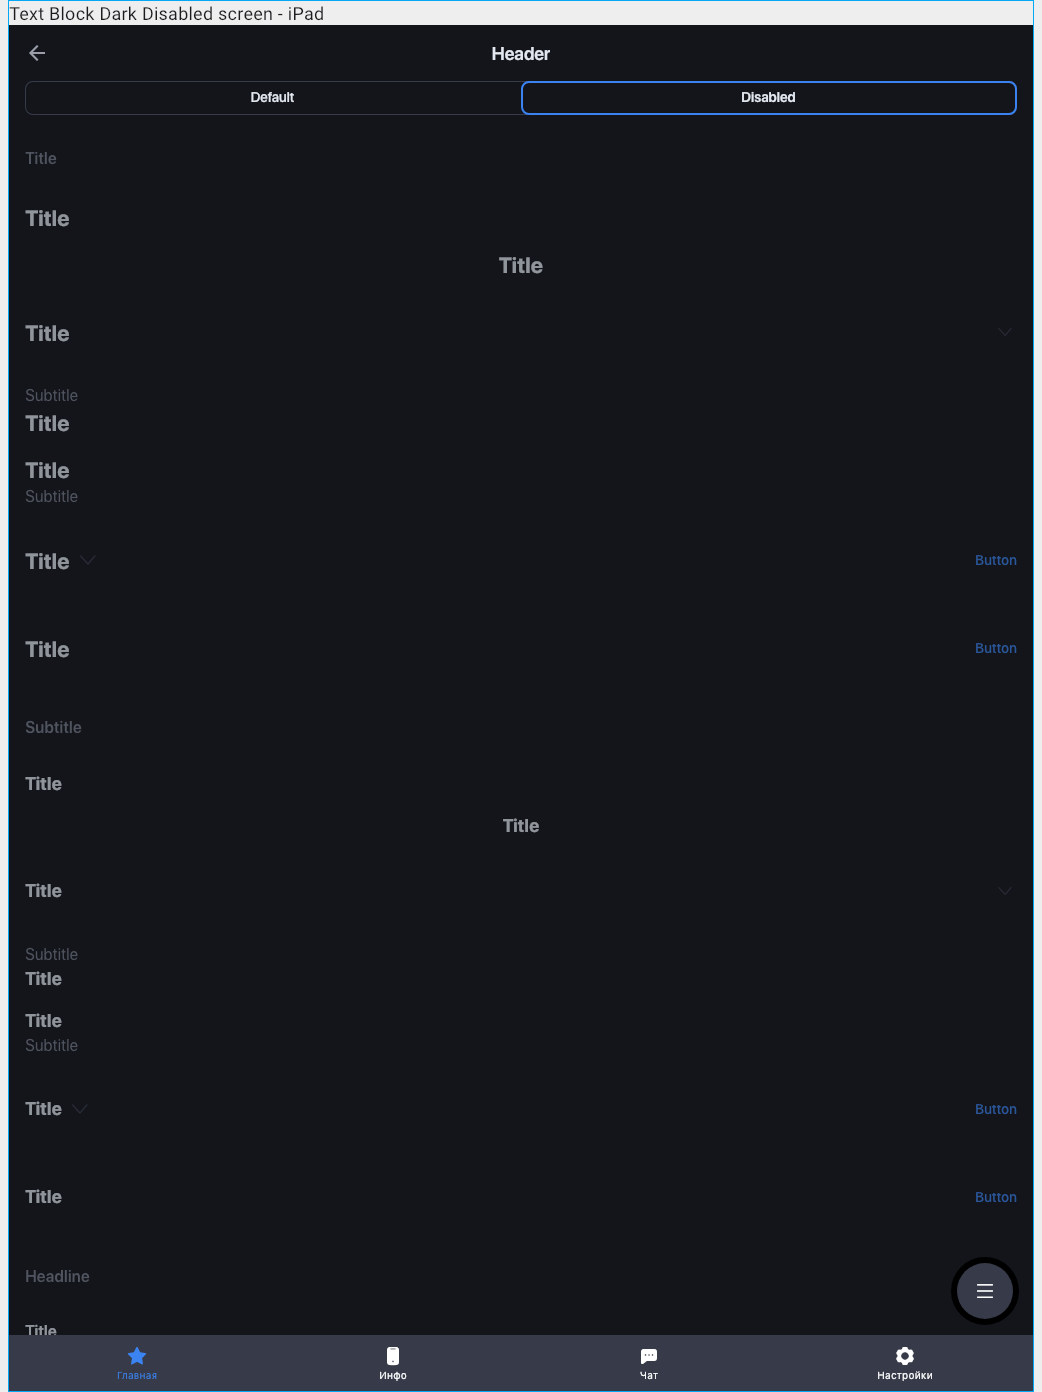 Text Block Dark Disabled screen - iPad
Header
Default Disabled
Title
Title
Title
Title
Subtitle
Title
Title
Subtitle
Title Button
Title Button
Subtitle
Title
Title
Title
Subtitle
Title
Title
Subtitle
Title Button
Title Button
Headline
Title
Главная Инфо Чат Настройки